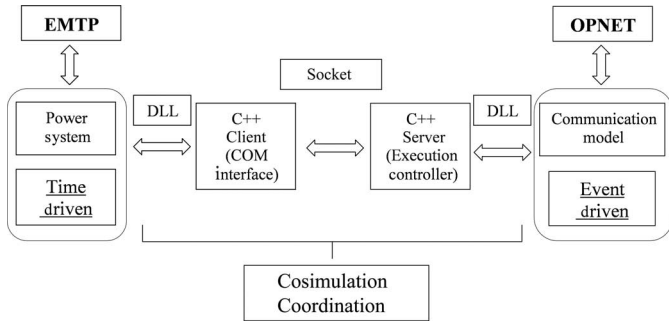 EMTP
OPNET
Socket
DLL
DLL
Power
system
Time
driven
C++
Client
(COM
interface)
C++
Server
(Execution
controller)
Communication
model
Event
driven
Cosimulation
Coordination